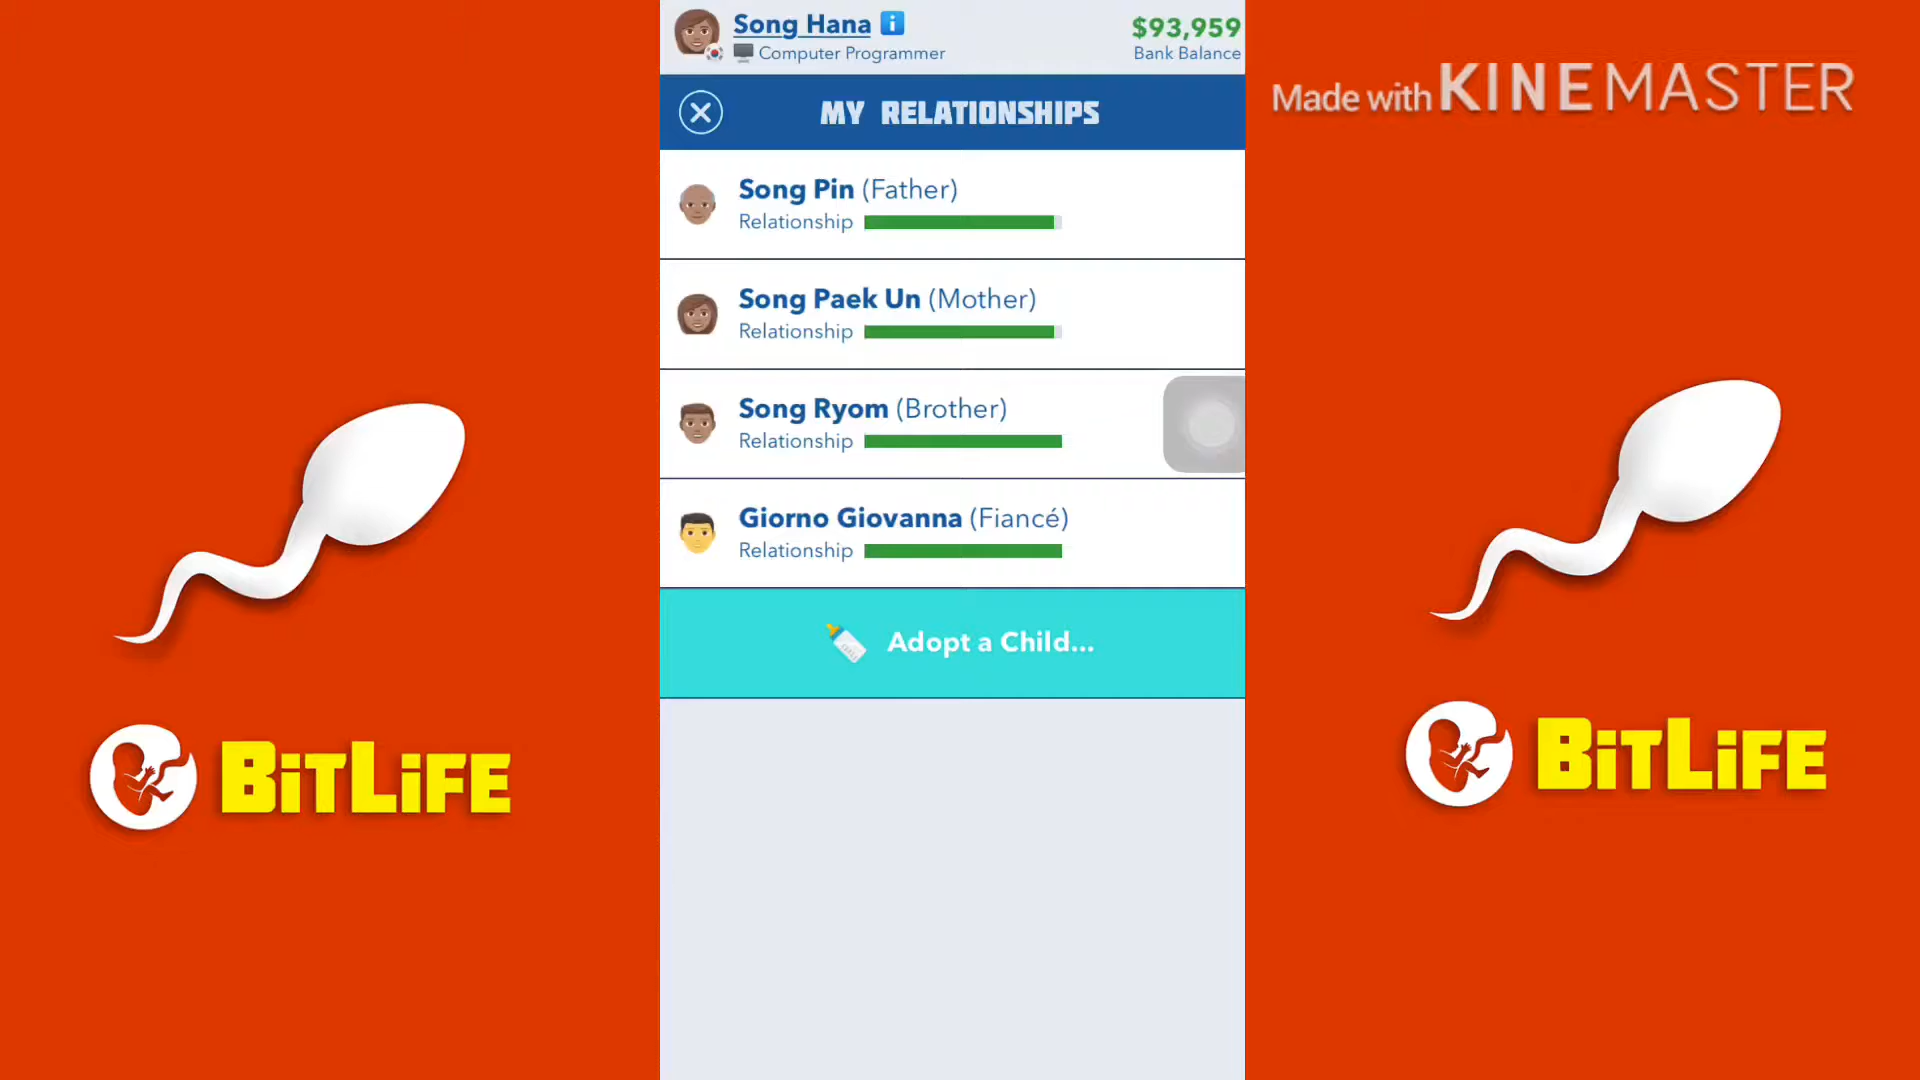 Song Hana
Computer Programmer
$93,959
Bank Balance
Made with KINEMASTER
MY RELATIONSHIPS
Song Pin (Father)
Relationship
Song Paek Un (Mother)
Relationship
Song Ryom (Brother)
Relationship
Giorno Giovanna (Fiancé)
Relationship
Adopt a Child...
BiTLiFE
BiTLiFE